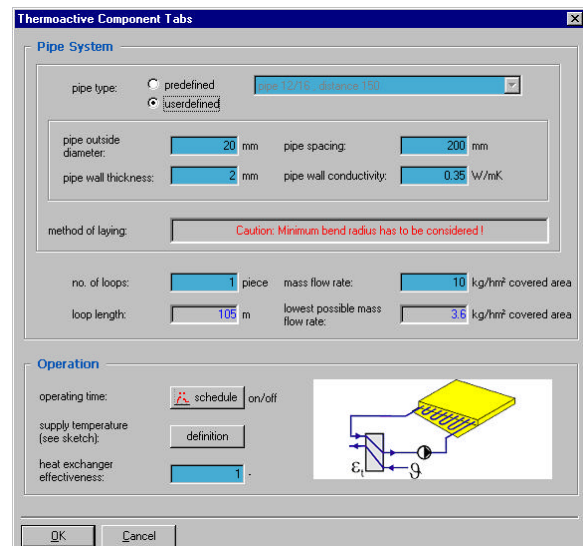 Thermoactive Component Tabs
Pipe System
pipe type:
predefined
pipe 12/16 , distance 150
userdefined
pipe outside diameter: 20 mm pipe spacing: 200 mm
pipe wall thickness: 2 mm pipe wall conductivity: 0.35 W/mK
method of laying: Caution: Minimum bend radius has to be considered !
no. of loops: 1 piece mass flow rate: 10 kg/hm² covered area
loop length: 105 m lowest possible mass flow rate: 3.6 kg/hm² covered area
Operation
operating time: schedule on/off
supply temperature (see sketch): definition
heat exchanger effectiveness: 1 -
εt ϑ
OK Cancel